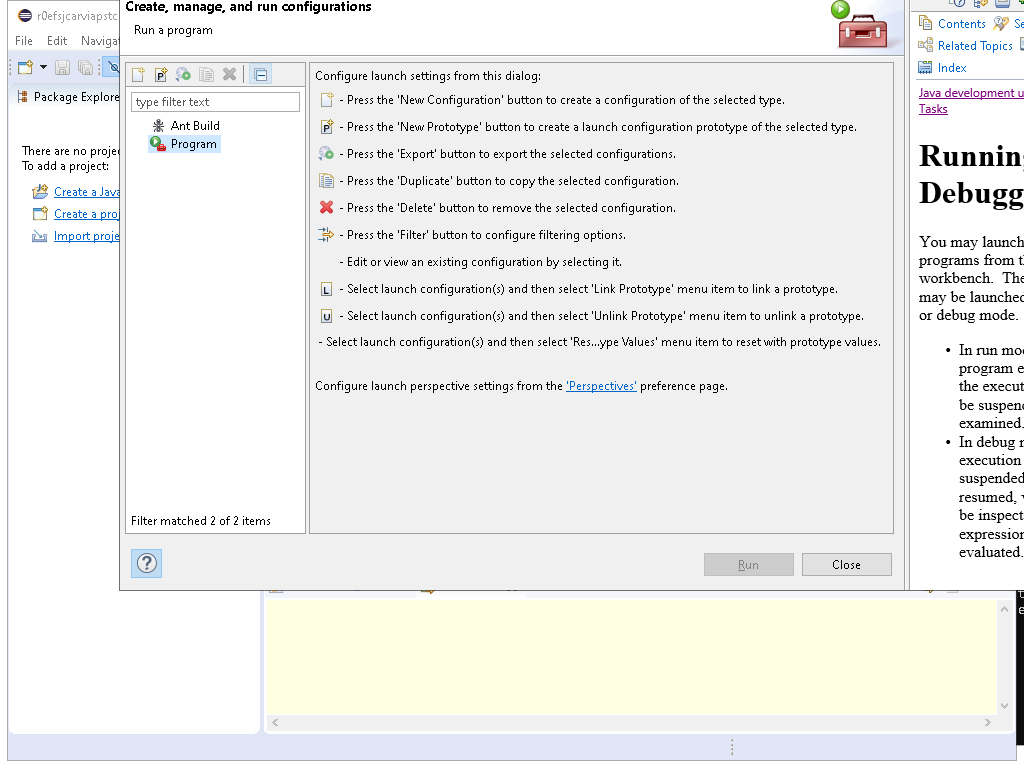 r0efsjcarviapstc
File Edit Navigat
Package Explore
There are no projec
To add a project:
Create a Java
Create a proj
Import proje
Create, manage, and run configurations
Run a program
type filter text
Ant Build
Program
Filter matched 2 of 2 items
Configure launch settings from this dialog:
- Press the 'New Configuration' button to create a configuration of the selected type.
- Press the 'New Prototype' button to create a launch configuration prototype of the selected type.
- Press the 'Export' button to export the selected configurations.
- Press the 'Duplicate' button to copy the selected configuration.
- Press the 'Delete' button to remove the selected configuration.
- Press the 'Filter' button to configure filtering options.
- Edit or view an existing configuration by selecting it.
L - Select launch configuration(s) and then select 'Link Prototype' menu item to link a prototype.
U - Select launch configuration(s) and then select 'Unlink Prototype' menu item to unlink a prototype.
- Select launch configuration(s) and then select 'Res...ype Values' menu item to reset with prototype values.
Configure launch perspective settings from the 'Perspectives' preference page.
Run Close
Contents Se
Related Topics
Index
Java development u
Tasks
Running
Debugg
You may launch
programs from th
workbench. The
may be launched
or debug mode.
• In run mod
program e
the execut
be suspend
examined.
• In debug m
execution
suspended
resumed, v
be inspect
expression
evaluated.